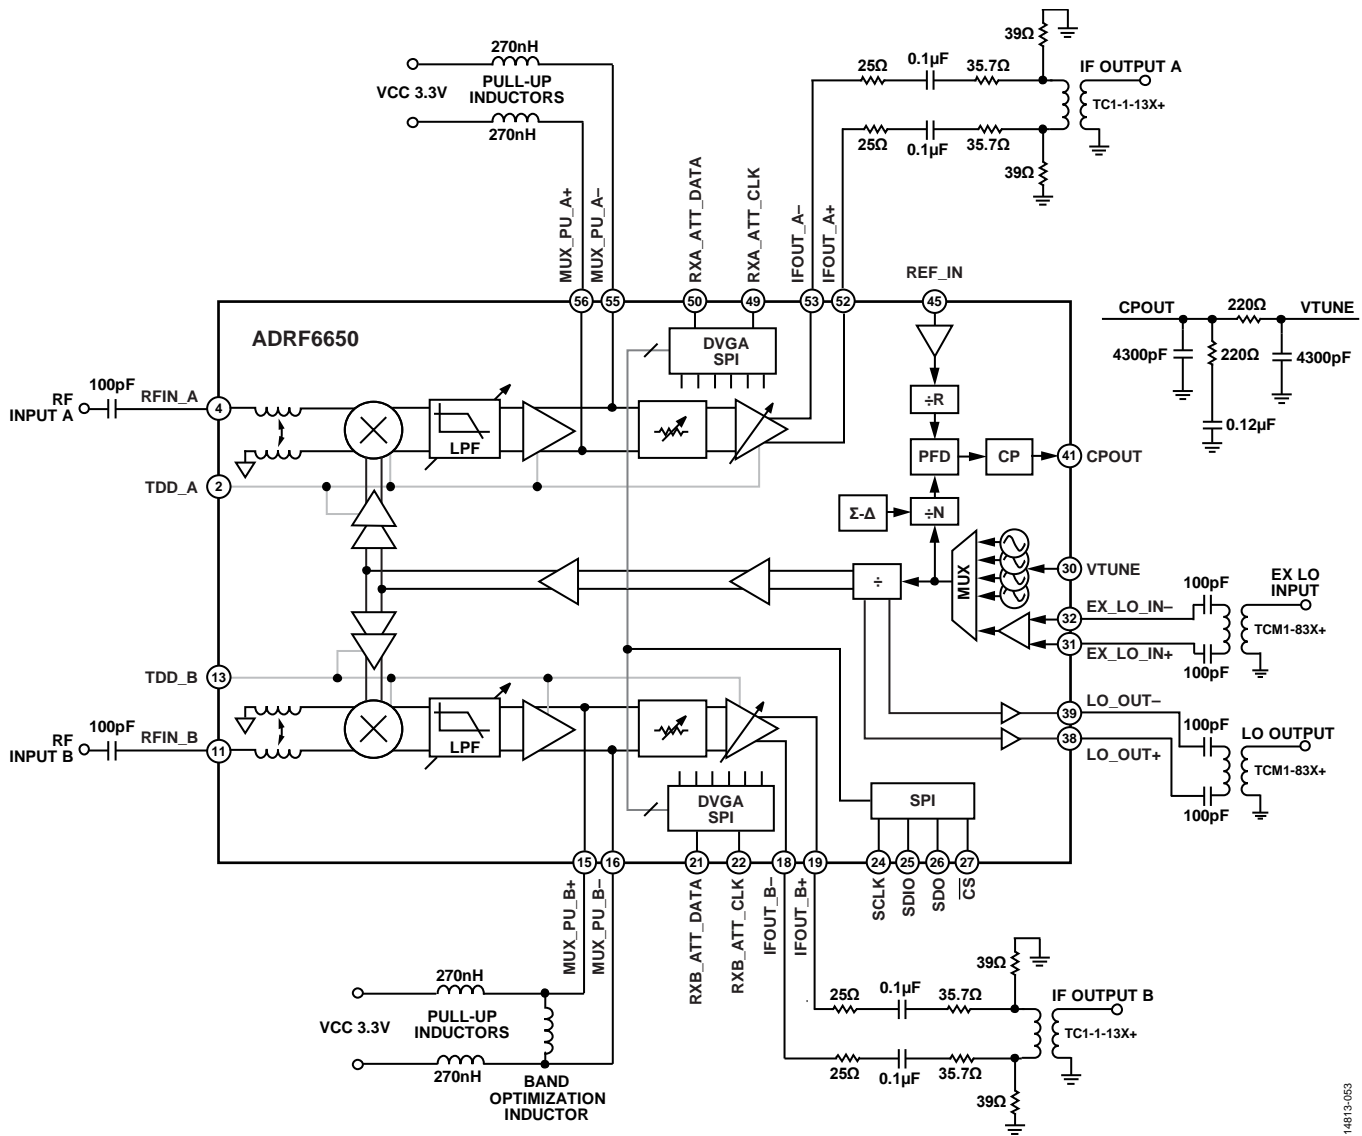 270nH
VCC 3.3V
PULL-UP
INDUCTORS
270nH
39Ω
25Ω
0.1µF
35.7Ω
IF OUTPUT A
TC1-1-13X+
25Ω
0.1µF
35.7Ω
39Ω
MUX_PU_A+
MUX_PU_A–
RXA_ATT_DATA
RXA_ATT_CLK
IFOUT_A–
IFOUT_A+
REF_IN
56
55
50
49
53
52
45
CPOUT
220Ω
VTUNE
4300pF
220Ω
4300pF
0.12µF
ADRF6650
DVGA
SPI
100pF
RF
INPUT A
RFIN_A
4
LPF
÷R
PFD
CP
41
CPOUT
TDD_A
2
Σ-Δ
÷N
÷
MUX
30
VTUNE
32
EX_LO_IN–
31
EX_LO_IN+
100pF
100pF
EX LO
INPUT
TCM1-83X+
TDD_B
13
100pF
RF
INPUT B
RFIN_B
11
LPF
39
LO_OUT–
38
LO_OUT+
100pF
100pF
LO OUTPUT
TCM1-83X+
DVGA
SPI
SPI
15
16
21
22
18
19
24
25
26
27
MUX_PU_B+
MUX_PU_B–
RXB_ATT_DATA
RXB_ATT_CLK
IFOUT_B–
IFOUT_B+
SCLK
SDIO
SDO
CS
270nH
VCC 3.3V
PULL-UP
INDUCTORS
270nH
BAND
OPTIMIZATION
INDUCTOR
39Ω
25Ω
0.1µF
35.7Ω
IF OUTPUT B
TC1-1-13X+
25Ω
0.1µF
35.7Ω
39Ω
14813-053